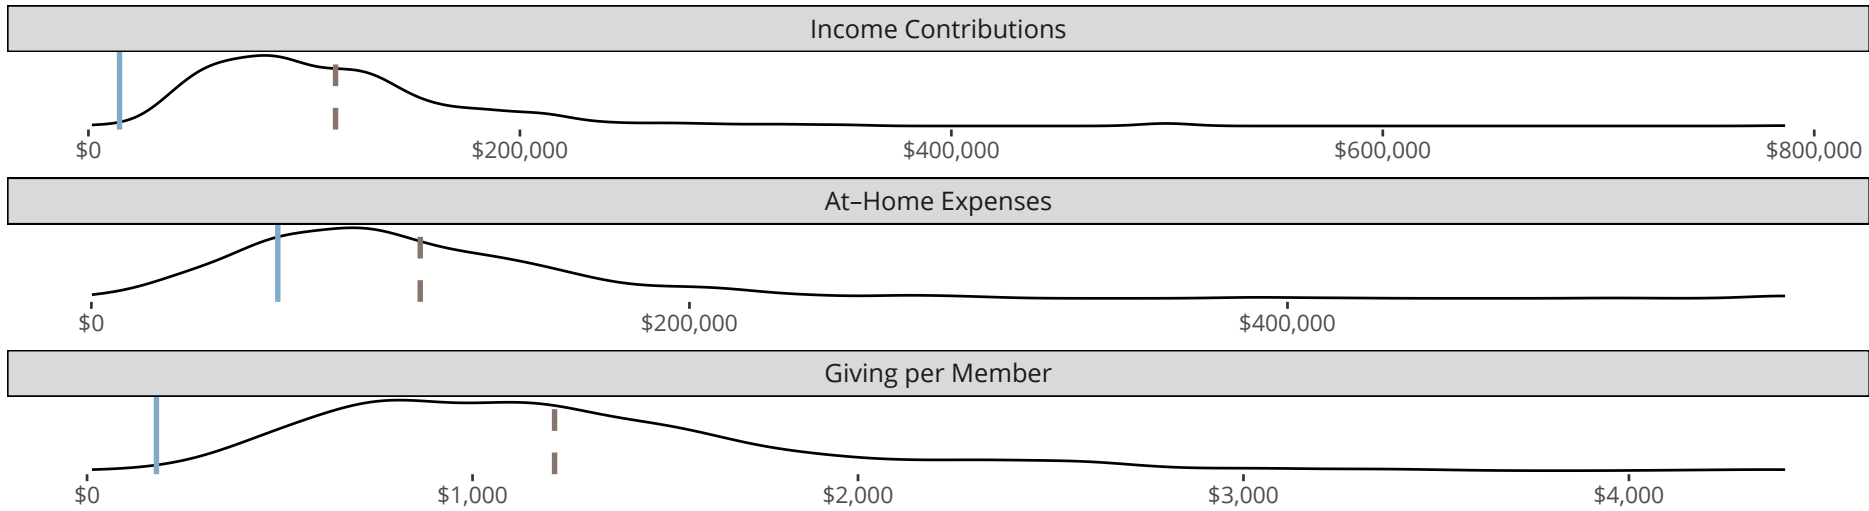 Income Contributions
$0 $200,000 $400,000 $600,000 $800,000
At–Home Expenses
$0 $200,000 $400,000
Giving per Member
$0 $1,000 $2,000 $3,000 $4,000